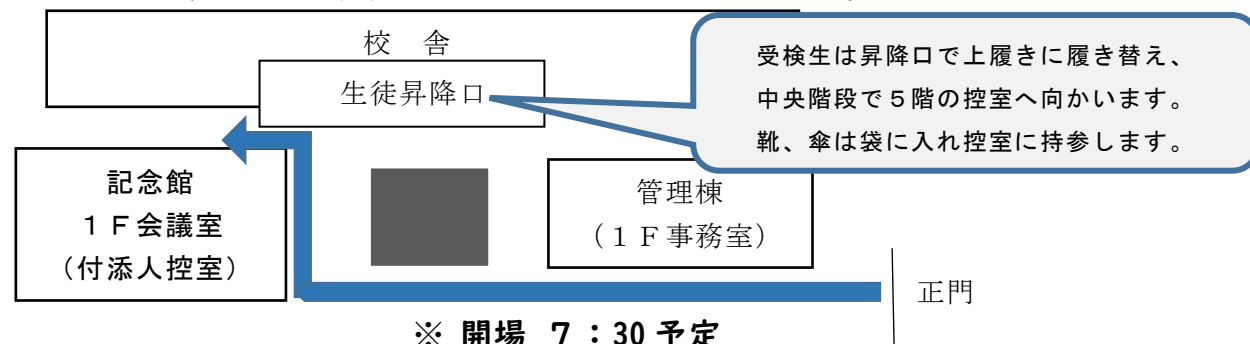 校 舎
生徒昇降口
受検生は昇降口で上履きに履き替え、
中央階段で５階の控室へ向かいます。
靴、傘は袋に入れ控室に持参します。
記念館
１Ｆ会議室
（付添人控室）
管理棟
（１Ｆ事務室）
正門
※ 開場 ７：30 予定